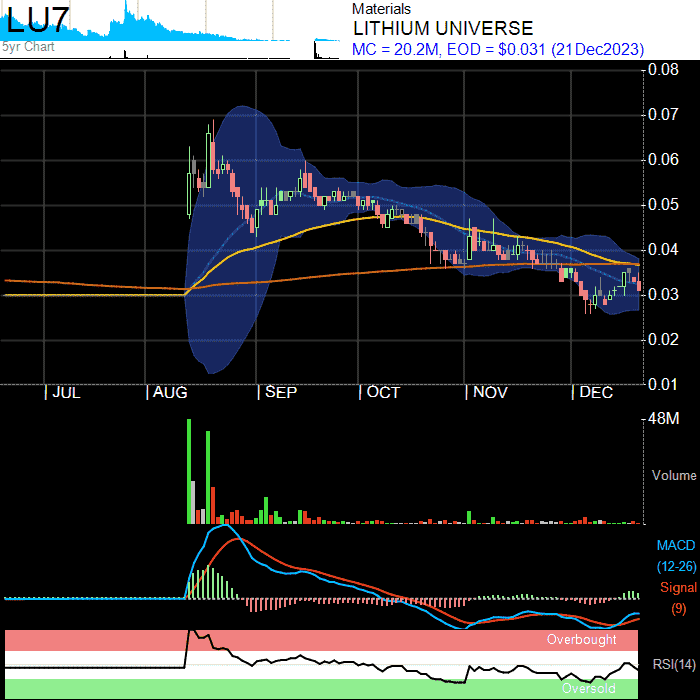 LU7
5yr Chart
Materials
LITHIUM UNIVERSE
MC = 20.2M, EOD = $0.031 (21Dec2023)
0.08
0.07
0.06
0.05
0.04
0.03
0.02
0.01
JUL AUG SEP OCT NOV DEC
48M
Volume
MACD
(12-26)
Signal
(9)
Overbought
RSI(14)
Oversold